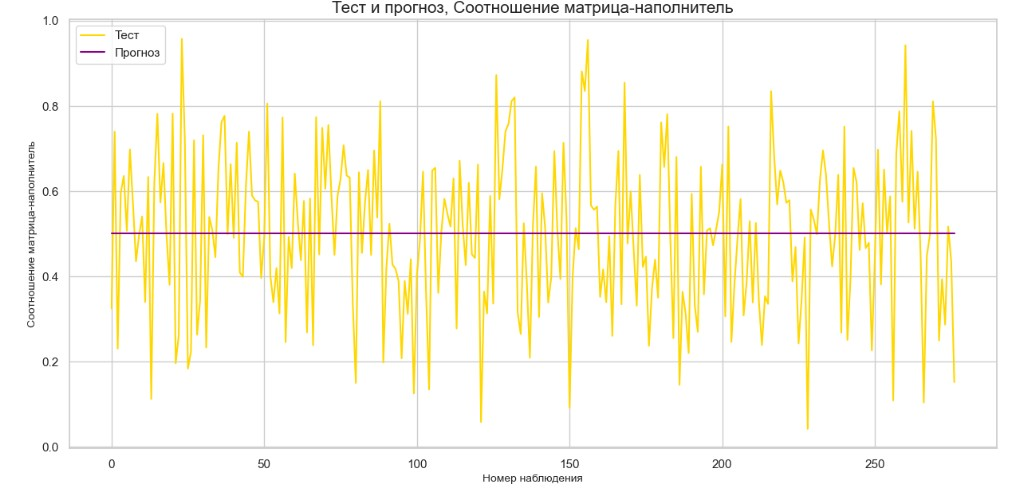 Тест и прогноз, Соотношение матрица-наполнитель
Тест
Прогноз
Соотношение матрица-наполнитель
1.0
0.8
0.6
0.4
0.2
0.0
0 50 100 150 200 250
Номер наблюдения